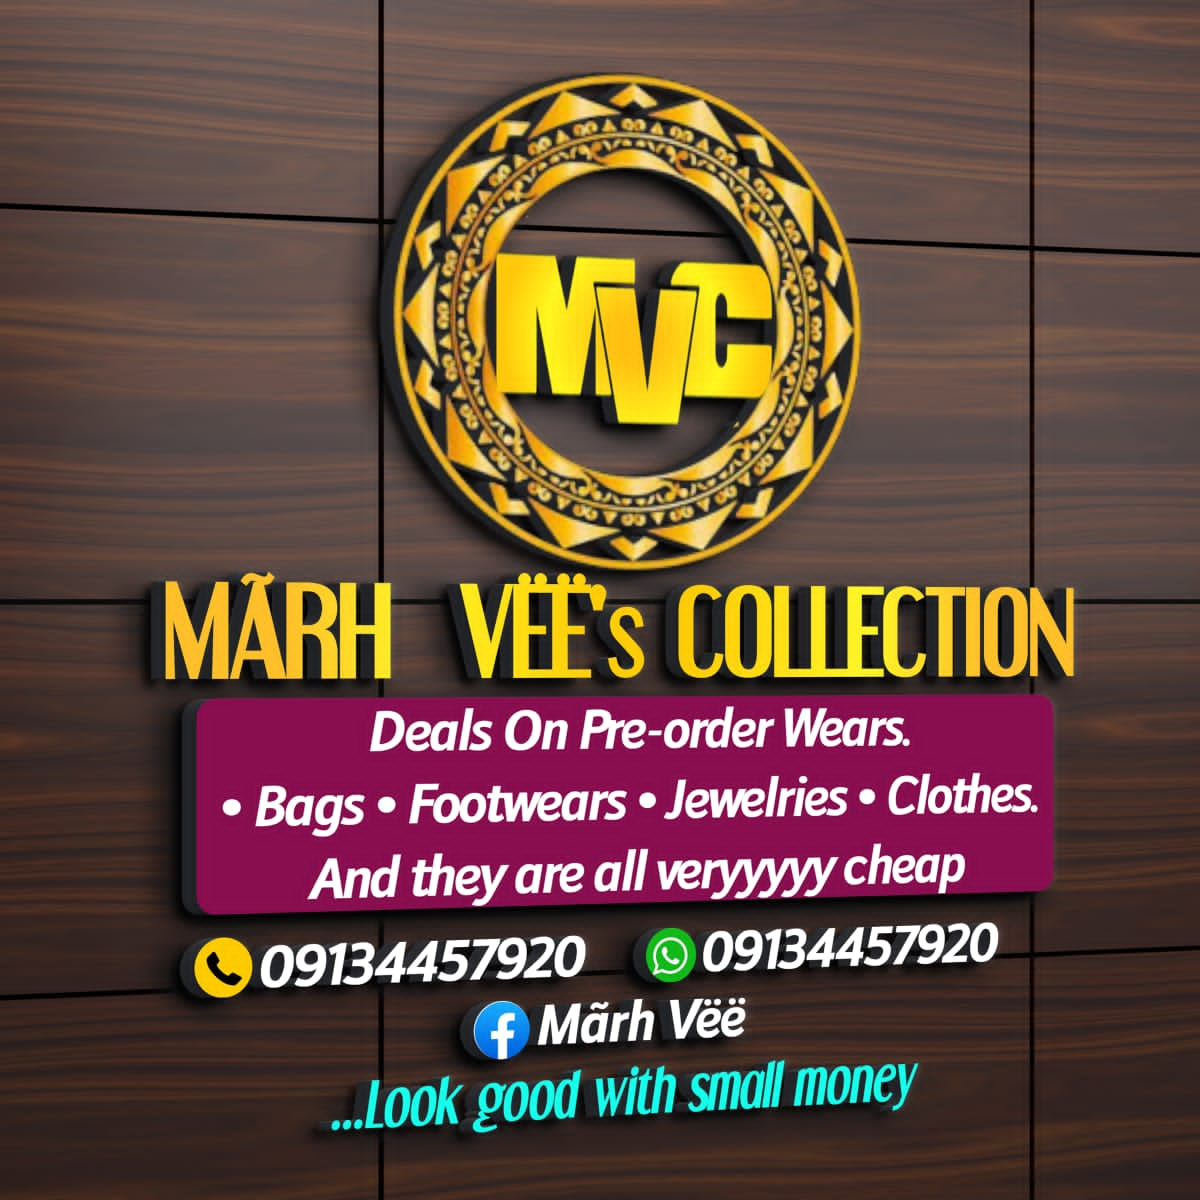 MVC
MÃRH VËË's COLLECTION
Deals On Pre-order Wears.
• Bags • Footwears • Jewelries • Clothes.
And they are all veryyyyy cheap
09134457920 09134457920
Mãrh Vëë
...Look good with small money